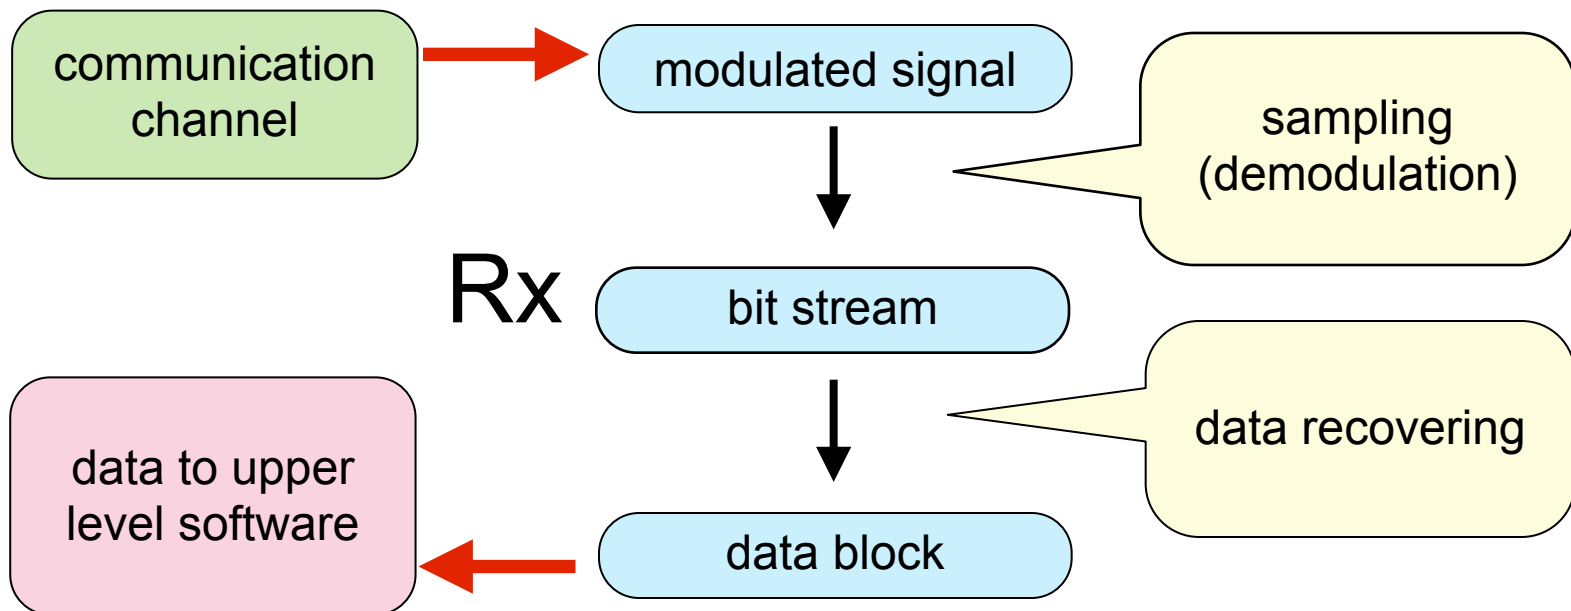 communication
channel
modulated signal
sampling
(demodulation)
Rx
bit stream
data recovering
data to upper
level software
data block